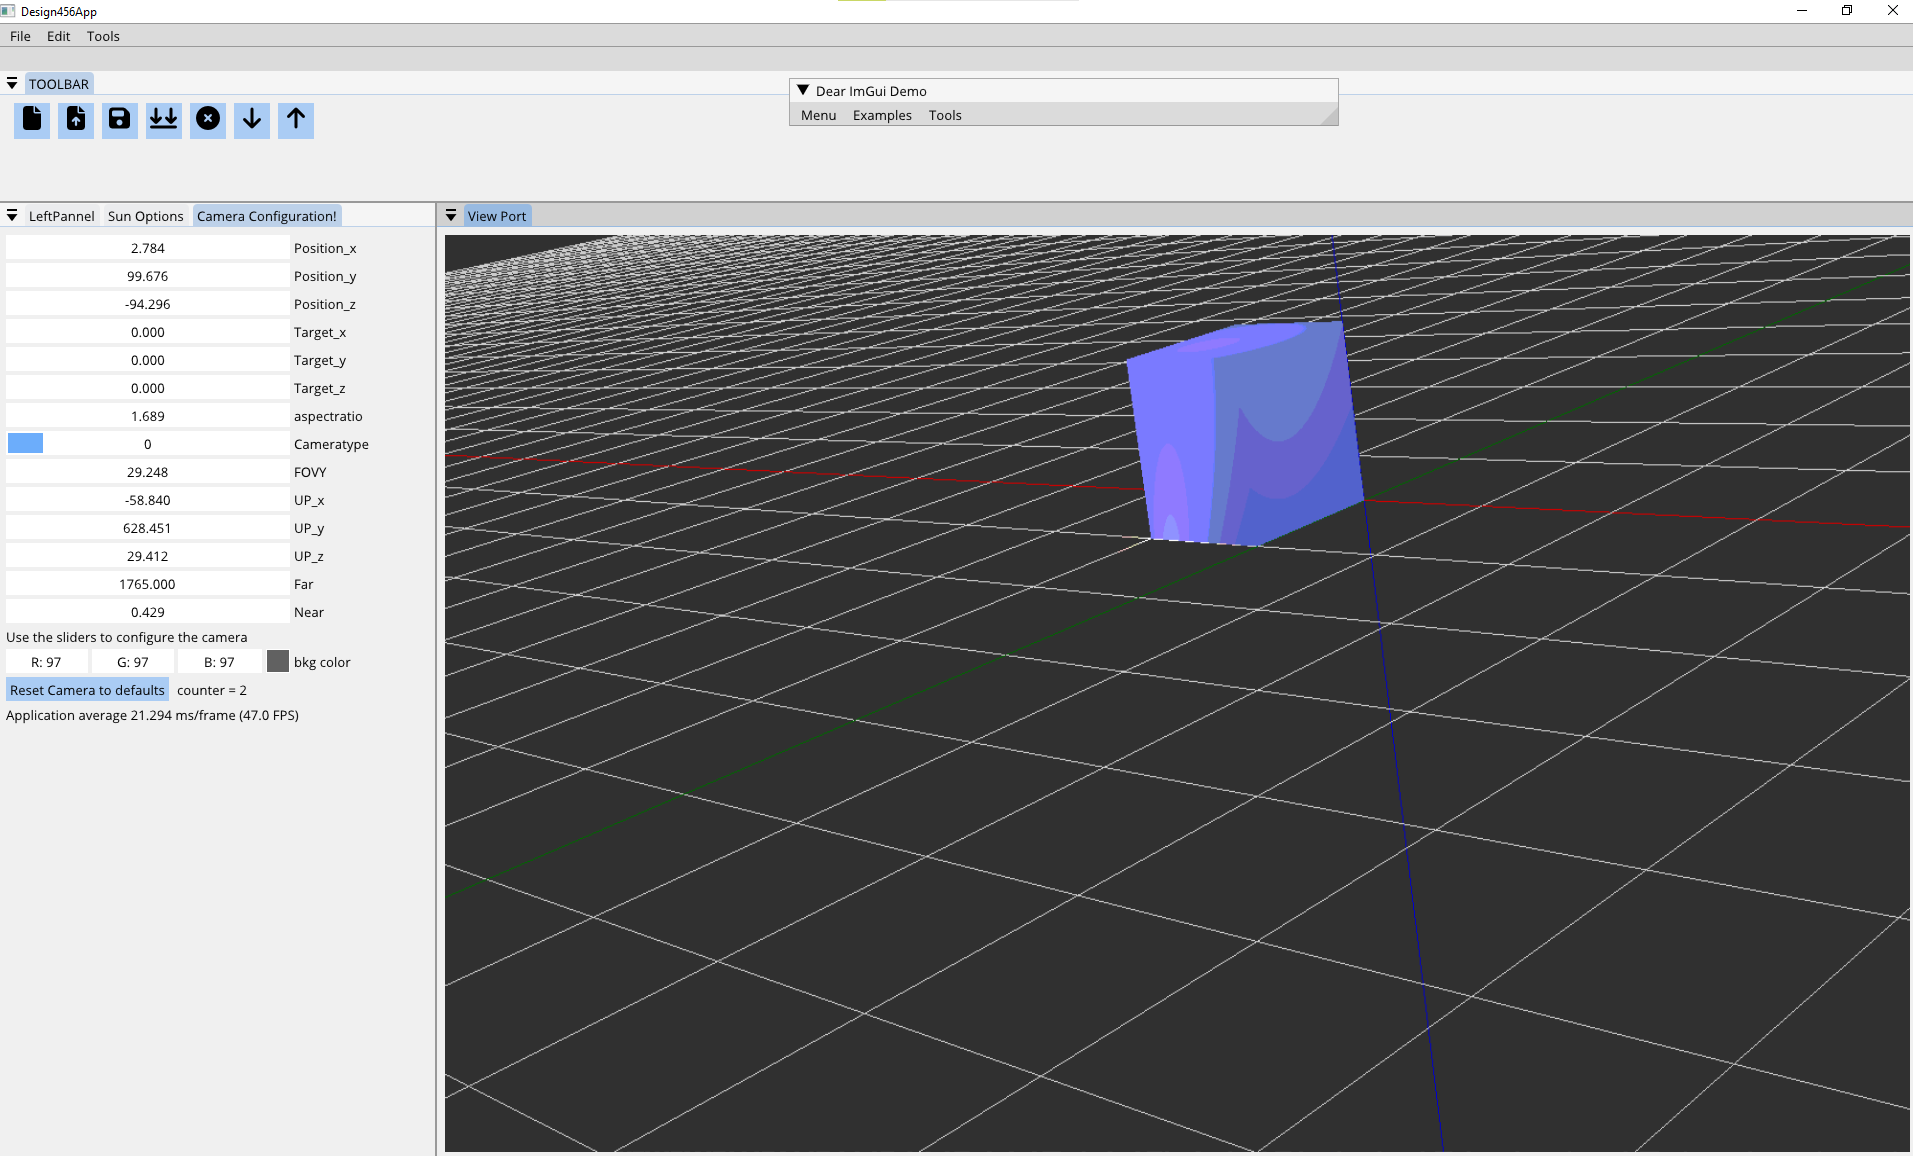 Design456App
File Edit Tools
TOOLBAR
Dear ImGui Demo
Menu Examples Tools
LeftPannel Sun Options Camera Configuration!
View Port
2.784 Position_x
99.676 Position_y
-94.296 Position_z
0.000 Target_x
0.000 Target_y
0.000 Target_z
1.689 aspectratio
0 Cameratype
29.248 FOVY
-58.840 UP_x
628.451 UP_y
29.412 UP_z
1765.000 Far
0.429 Near
Use the sliders to configure the camera
R: 97 G: 97 B: 97 bkg color
Reset Camera to defaults counter = 2
Application average 21.294 ms/frame (47.0 FPS)